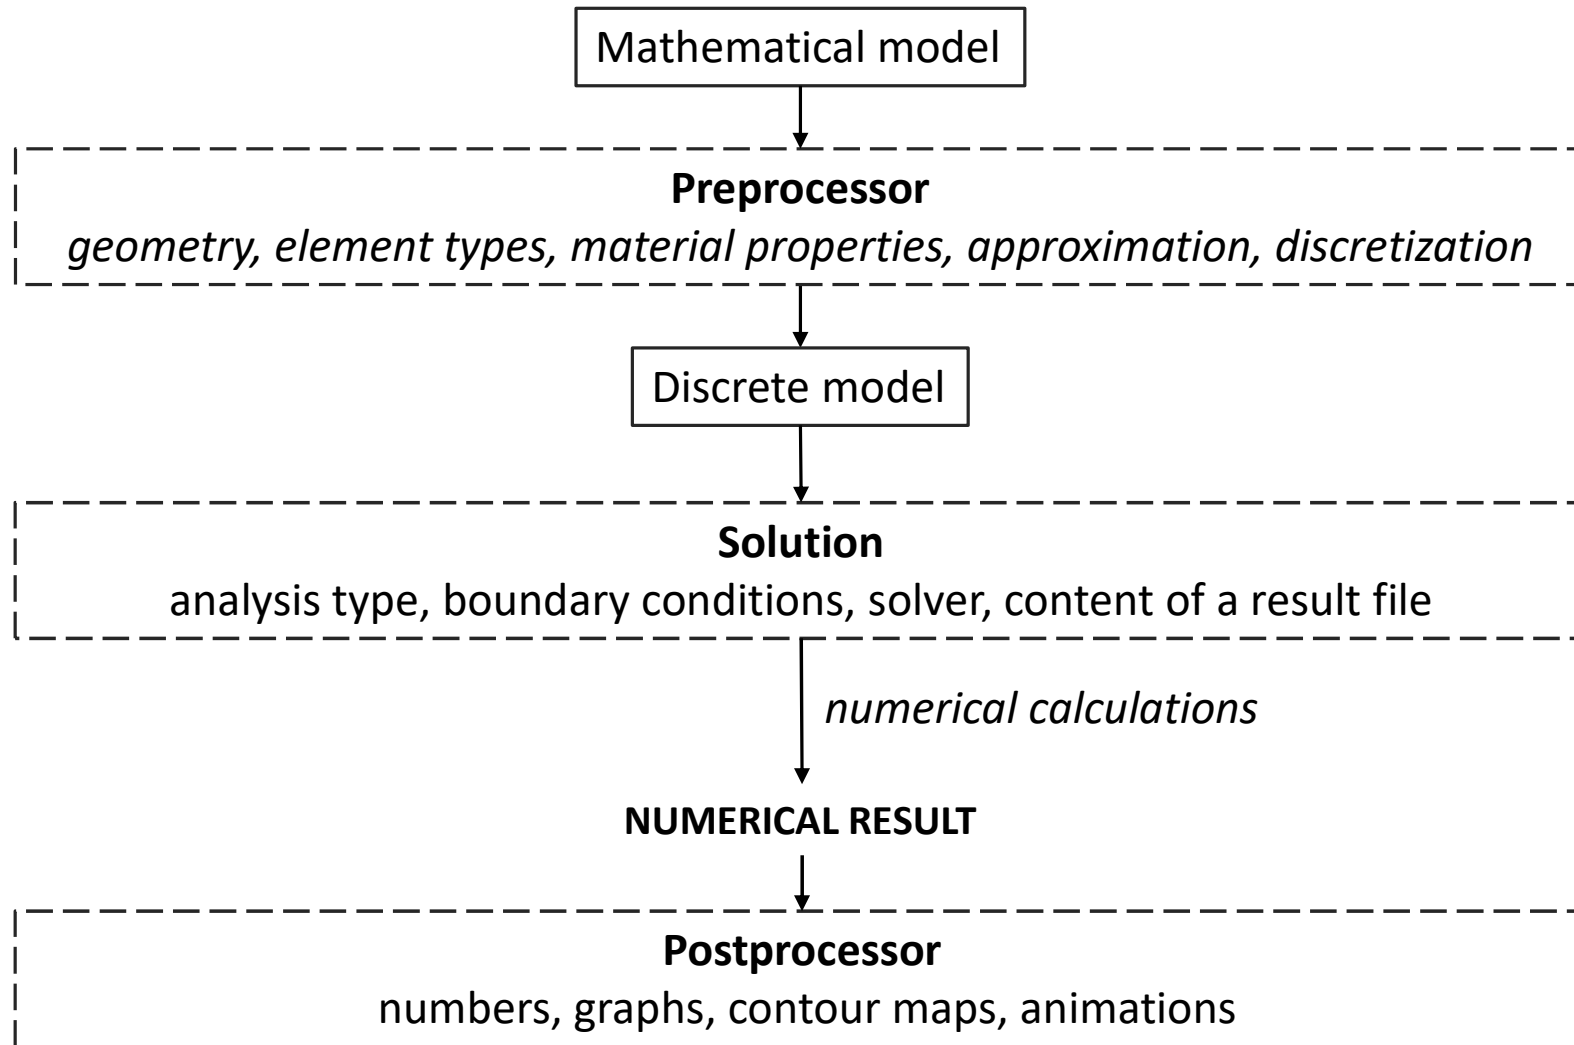 Mathematical model
Preprocessor
geometry, element types, material properties, approximation, discretization
Discrete model
Solution
analysis type, boundary conditions, solver, content of a result file
numerical calculations
NUMERICAL RESULT
Postprocessor
numbers, graphs, contour maps, animations